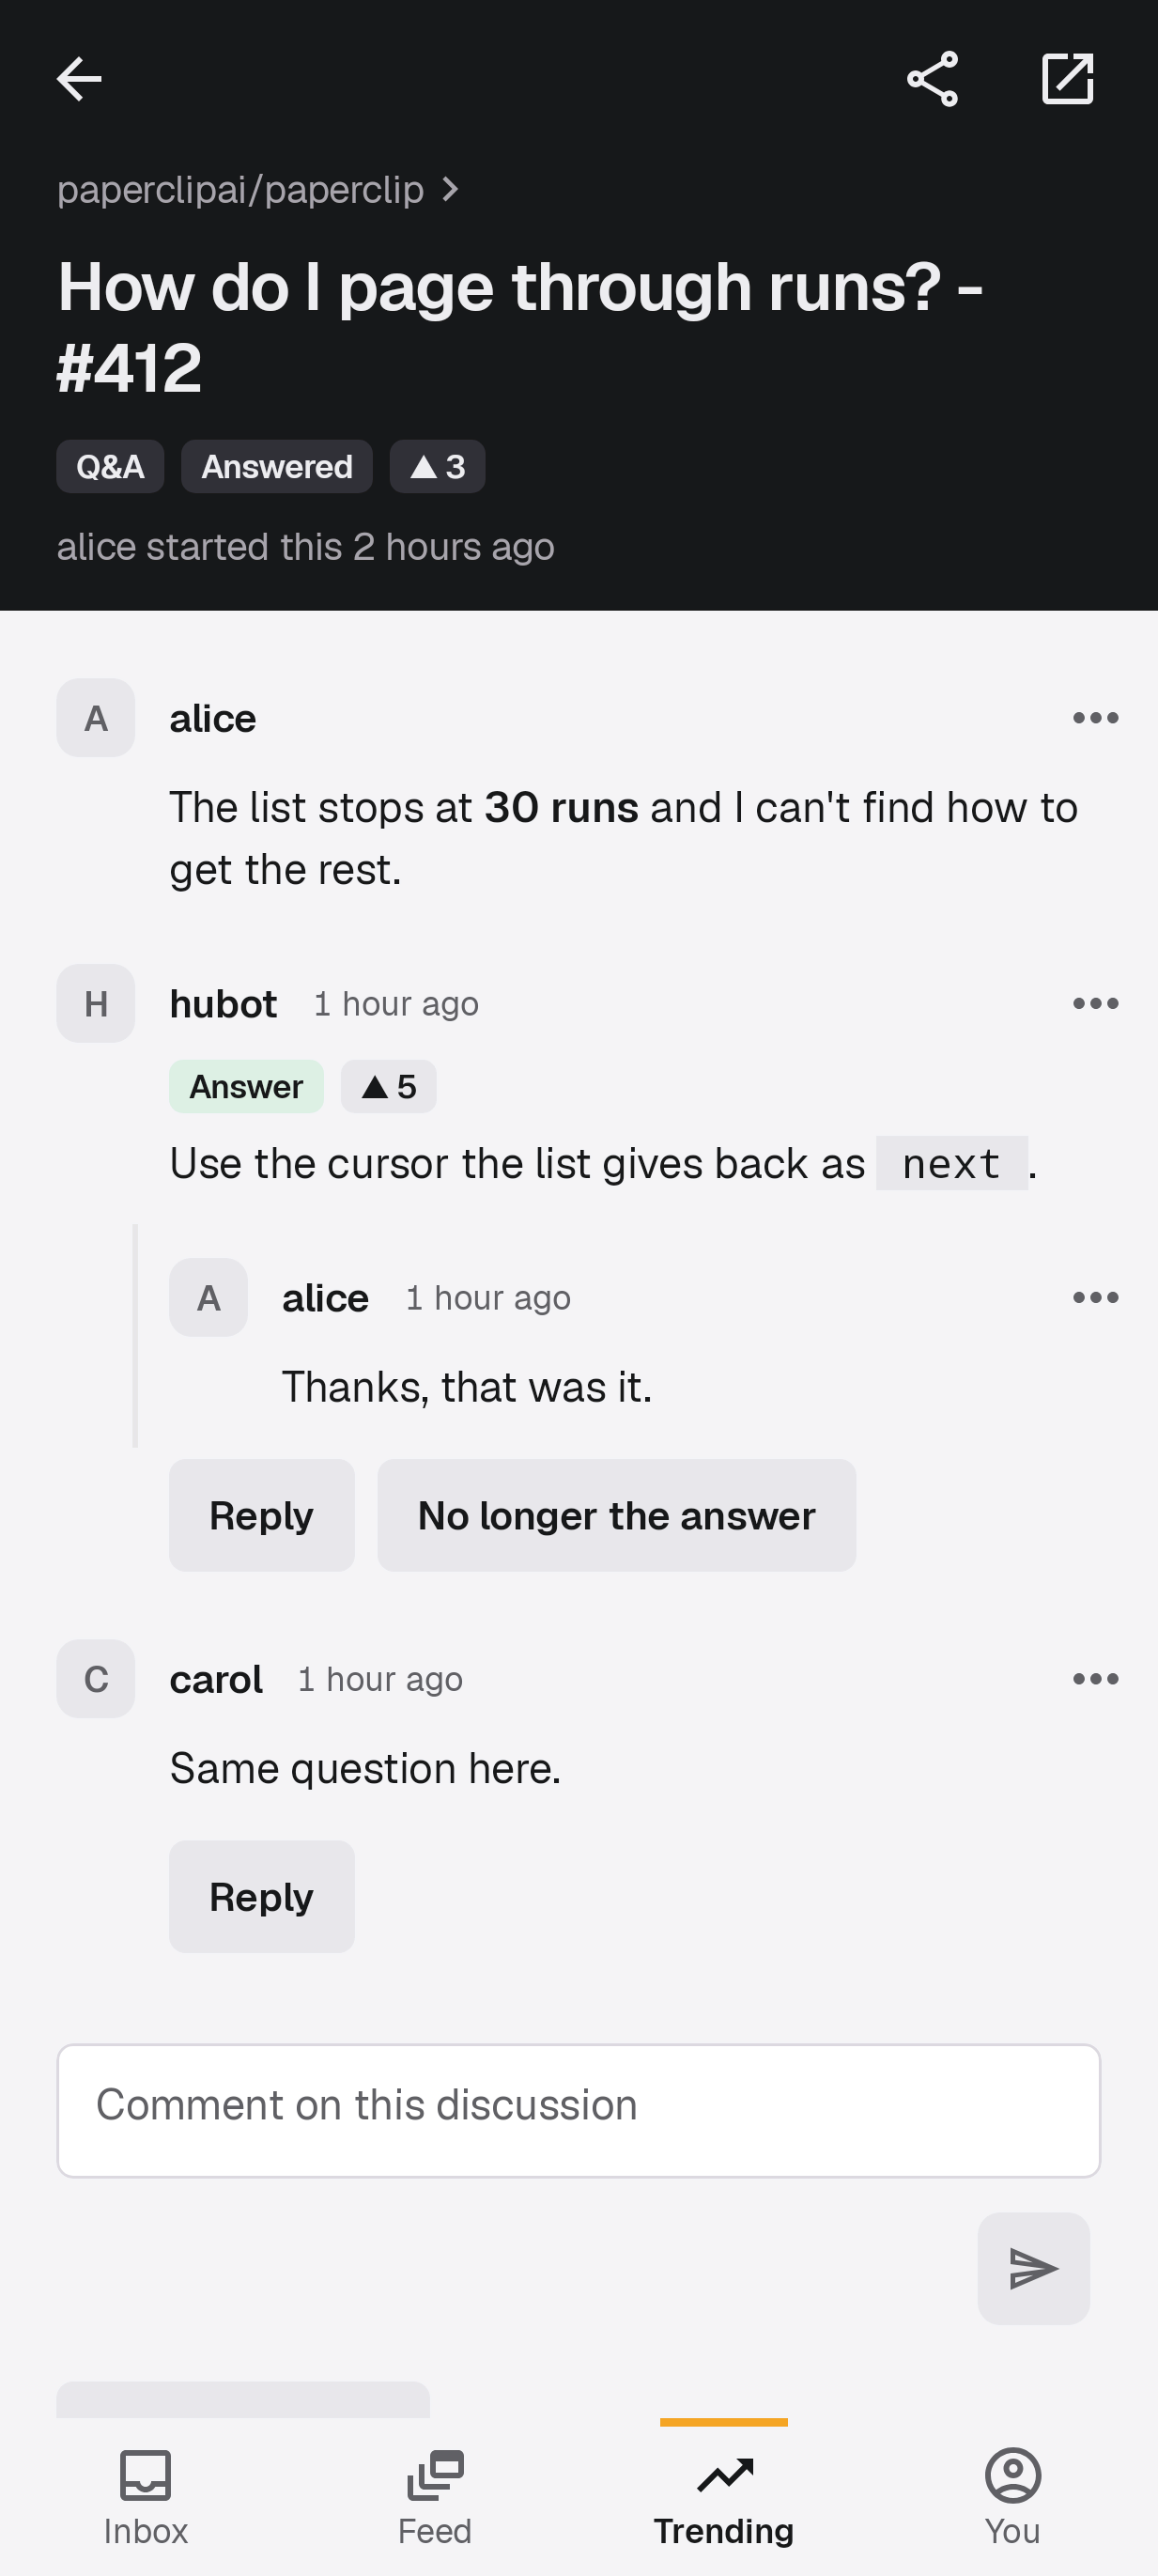 paperclipai/paperclip
How do I page through runs? -
#412
Q&A Answered ▲ 3
alice started this 2 hours ago
A alice
The list stops at 30 runs and I can't find how to
get the rest.
H hubot 1 hour ago
Answer ▲ 5
Use the cursor the list gives back as next .
A alice 1 hour ago
Thanks, that was it.
Reply No longer the answer
C carol 1 hour ago
Same question here.
Reply
Comment on this discussion
Inbox Feed Trending You